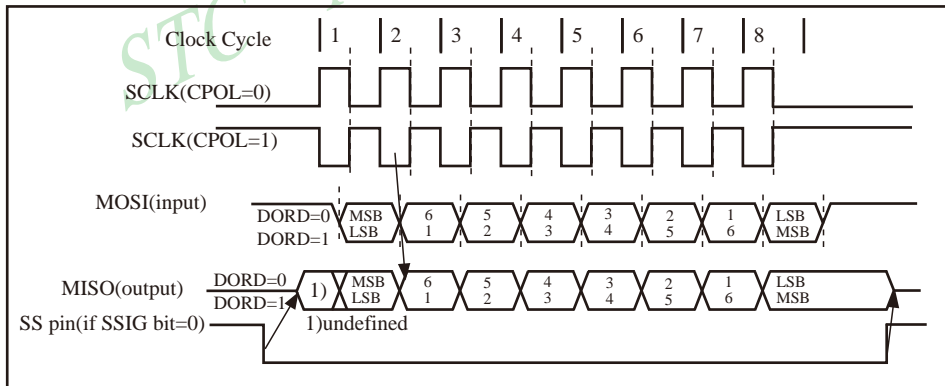 STC
Clock Cycle 1 2 3 4 5 6 7 8
SCLK(CPOL=0)
SCLK(CPOL=1)
MOSI(input)
DORD=0 MSB 6 5 4 3 2 1 LSB
DORD=1 LSB 1 2 3 4 5 6 MSB
MISO(output)
DORD=0 1) MSB 6 5 4 3 2 1 LSB
DORD=1 LSB 1 2 3 4 5 6 MSB
SS pin(if SSIG bit=0) 1)undefined